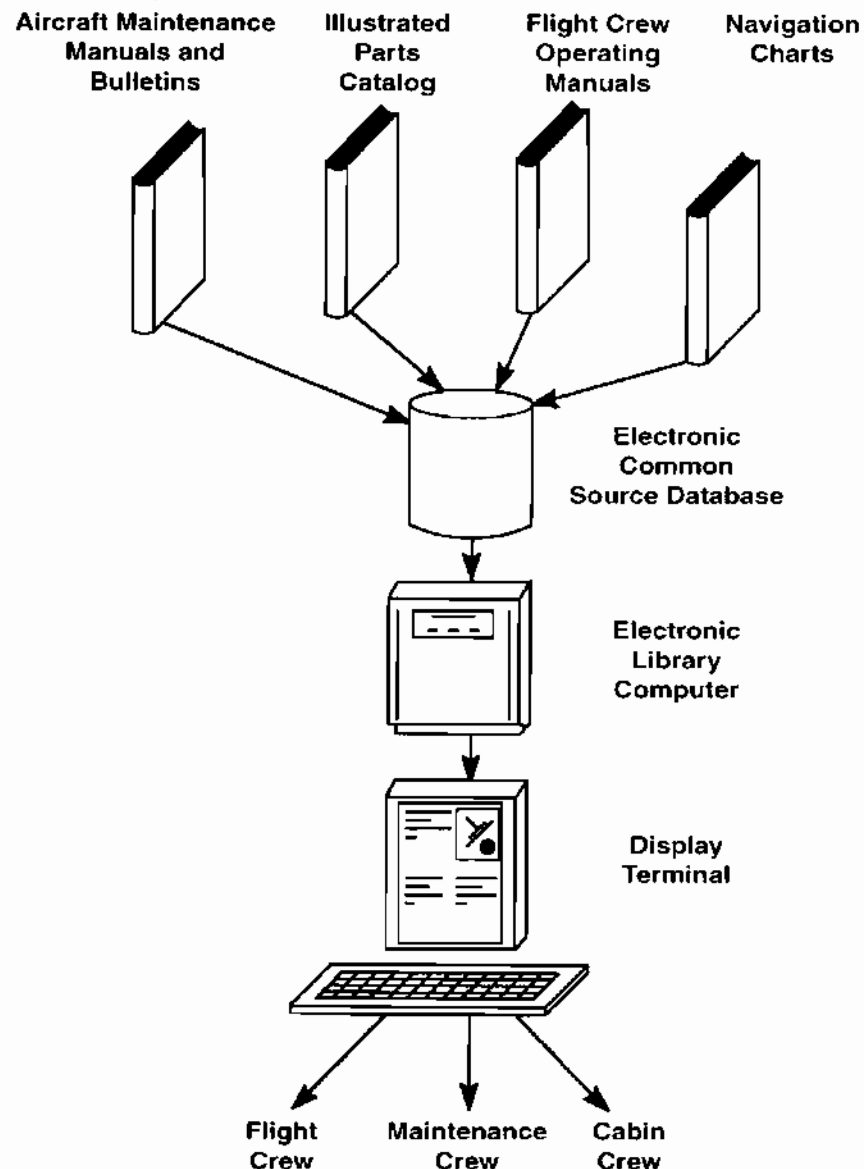 Aircraft Maintenance
Manuals and
Bulletins
Illustrated
Parts
Catalog
Flight Crew
Operating
Manuals
Navigation
Charts
Electronic
Common
Source Database
Electronic
Library
Computer
Display
Terminal
Flight
Crew
Maintenance
Crew
Cabin
Crew